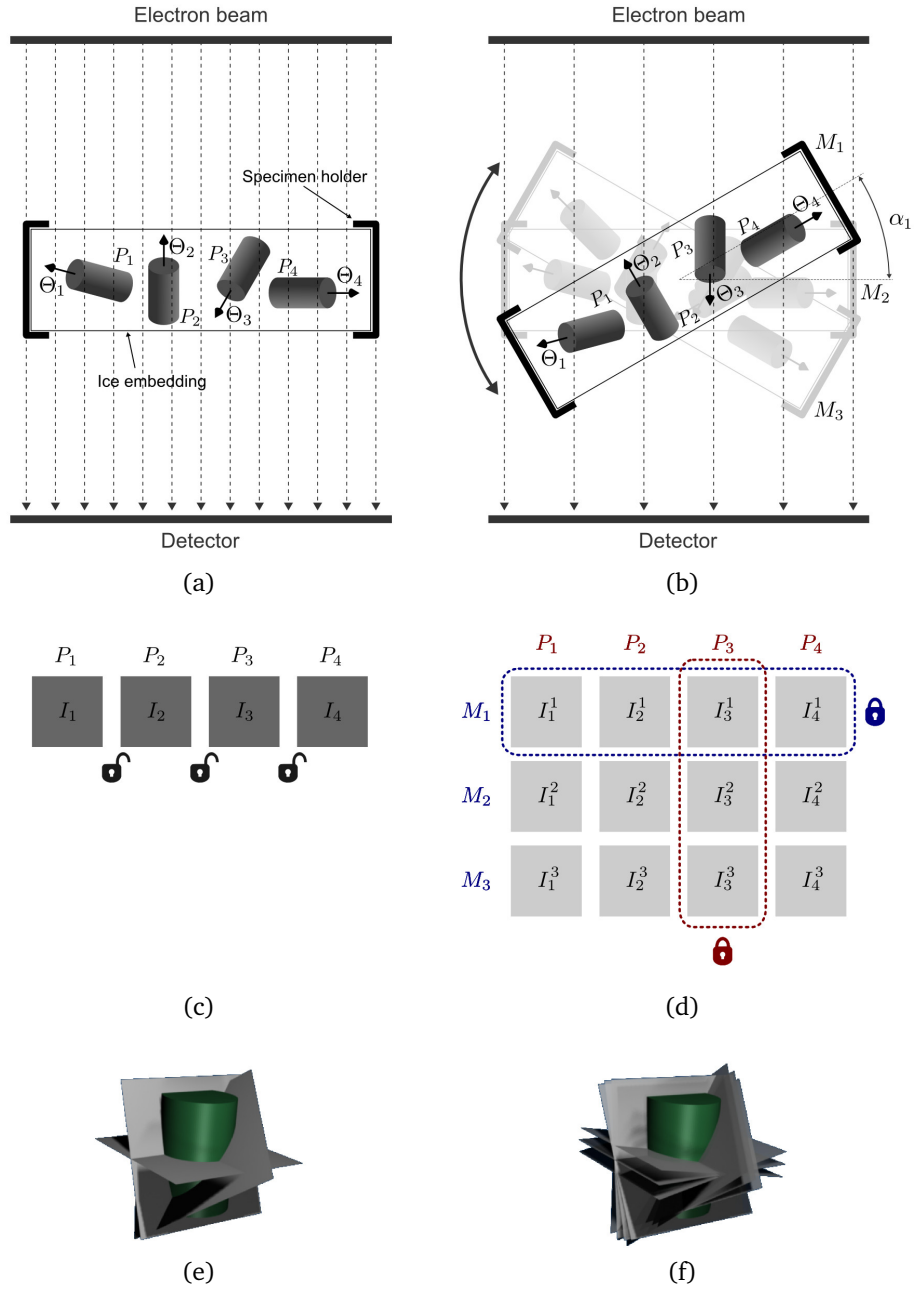 Electron beam
Specimen holder
P₁
Θ₂
P₃
P₄
Θ₁
Θ₄
P₂
Θ₃
Ice embedding
Detector
(a)
Electron beam
M₁
Θ₄
α₁
P₃
P₄
Θ₂
Θ₃
M₂
P₁
P₂
Θ₁
M₃
Detector
(b)
P₁ P₂ P₃ P₄
I₁ I₂ I₃ I₄
(c)
P₁ P₂ P₃ P₄
M₁ I₁¹ I₂¹ I₃¹ I₄¹
M₂ I₁² I₂² I₃² I₄²
M₃ I₁³ I₂³ I₃³ I₄³
(d)
(e)
(f)